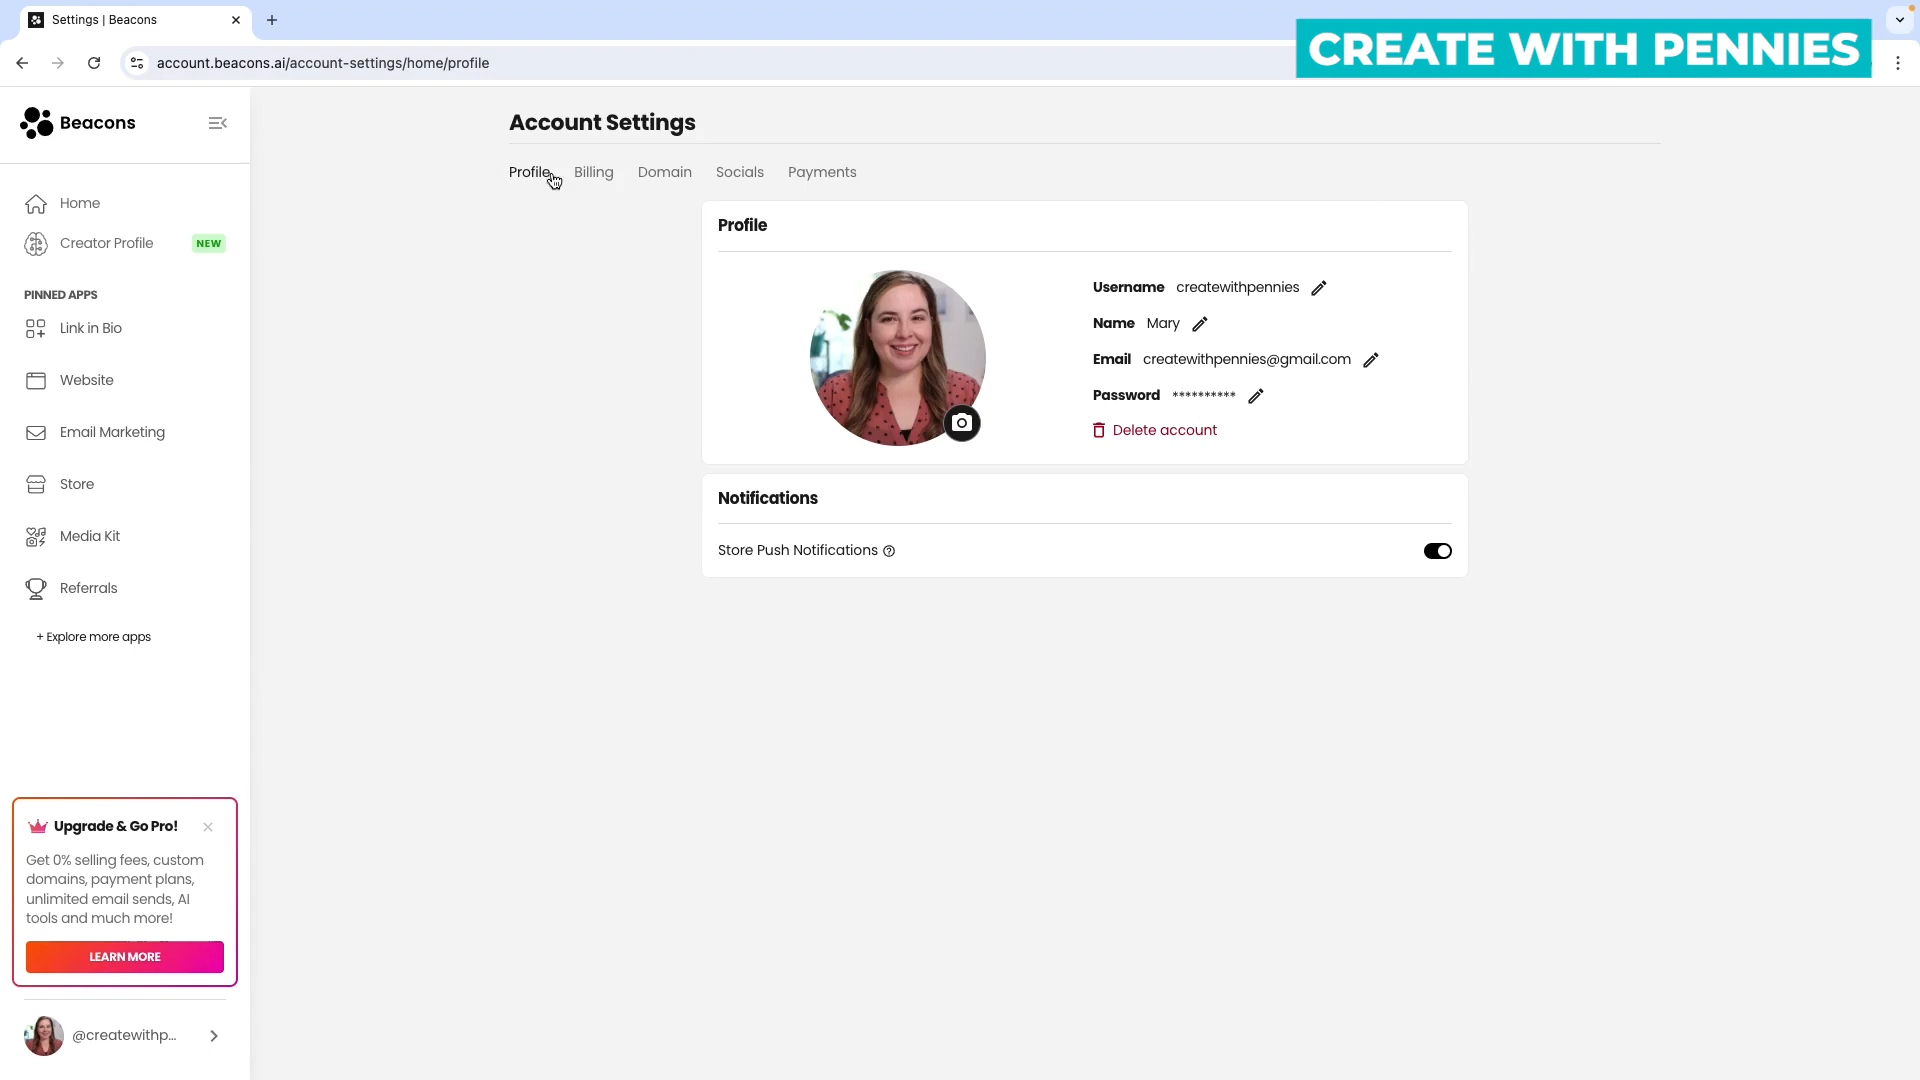 Settings | Beacons
account.beacons.ai/account-settings/home/profile
CREATE WITH PENNIES
Beacons
Home
Creator Profile NEW
PINNED APPS
Link in Bio
Website
Email Marketing
Store
Media Kit
Referrals
+ Explore more apps
Upgrade & Go Pro!
Get 0% selling fees, custom
domains, payment plans,
unlimited email sends, AI
tools and much more!
LEARN MORE
@createwithp...
Account Settings
Profile Billing Domain Socials Payments
Profile
Username createwithpennies
Name Mary
Email createwithpennies@gmail.com
Password **********
Delete account
Notifications
Store Push Notifications